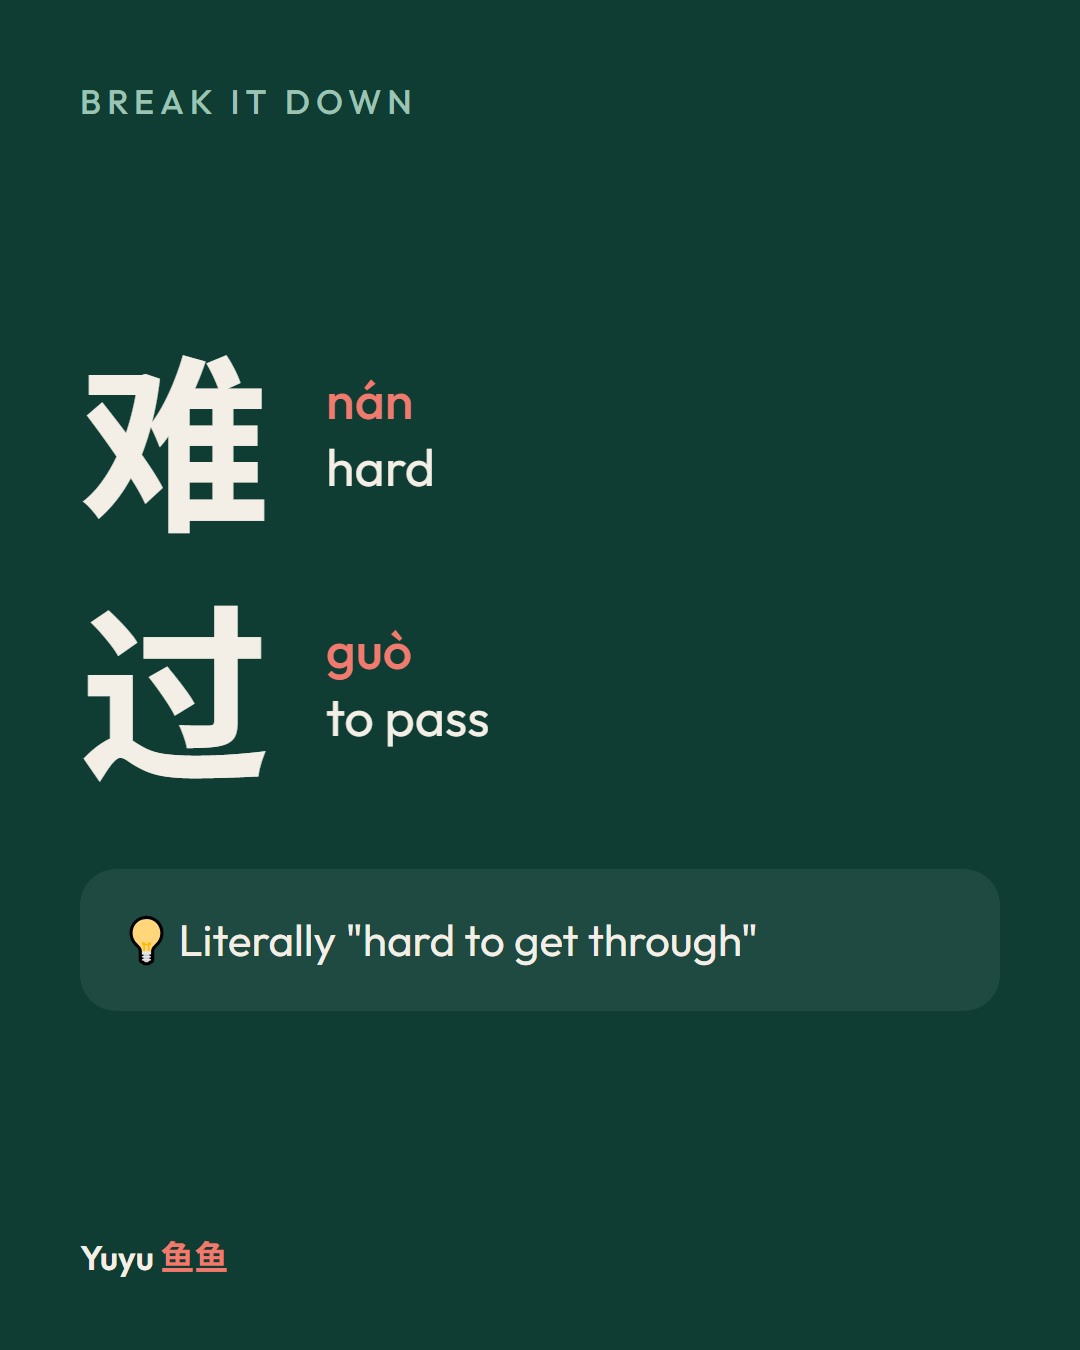 BREAK IT DOWN
难
nán
hard
过
guò
to pass
💡 Literally "hard to get through"
Yuyu 鱼鱼